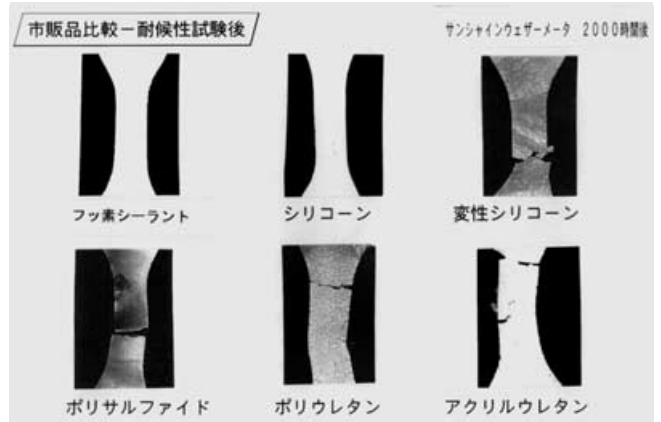 市販品比較－耐候性試験後
サンシャインウェザーメータ 2000時間後
フッ素シーラント
シリコーン
変性シリコーン
ポリサルファイド
ポリウレタン
アクリルウレタン